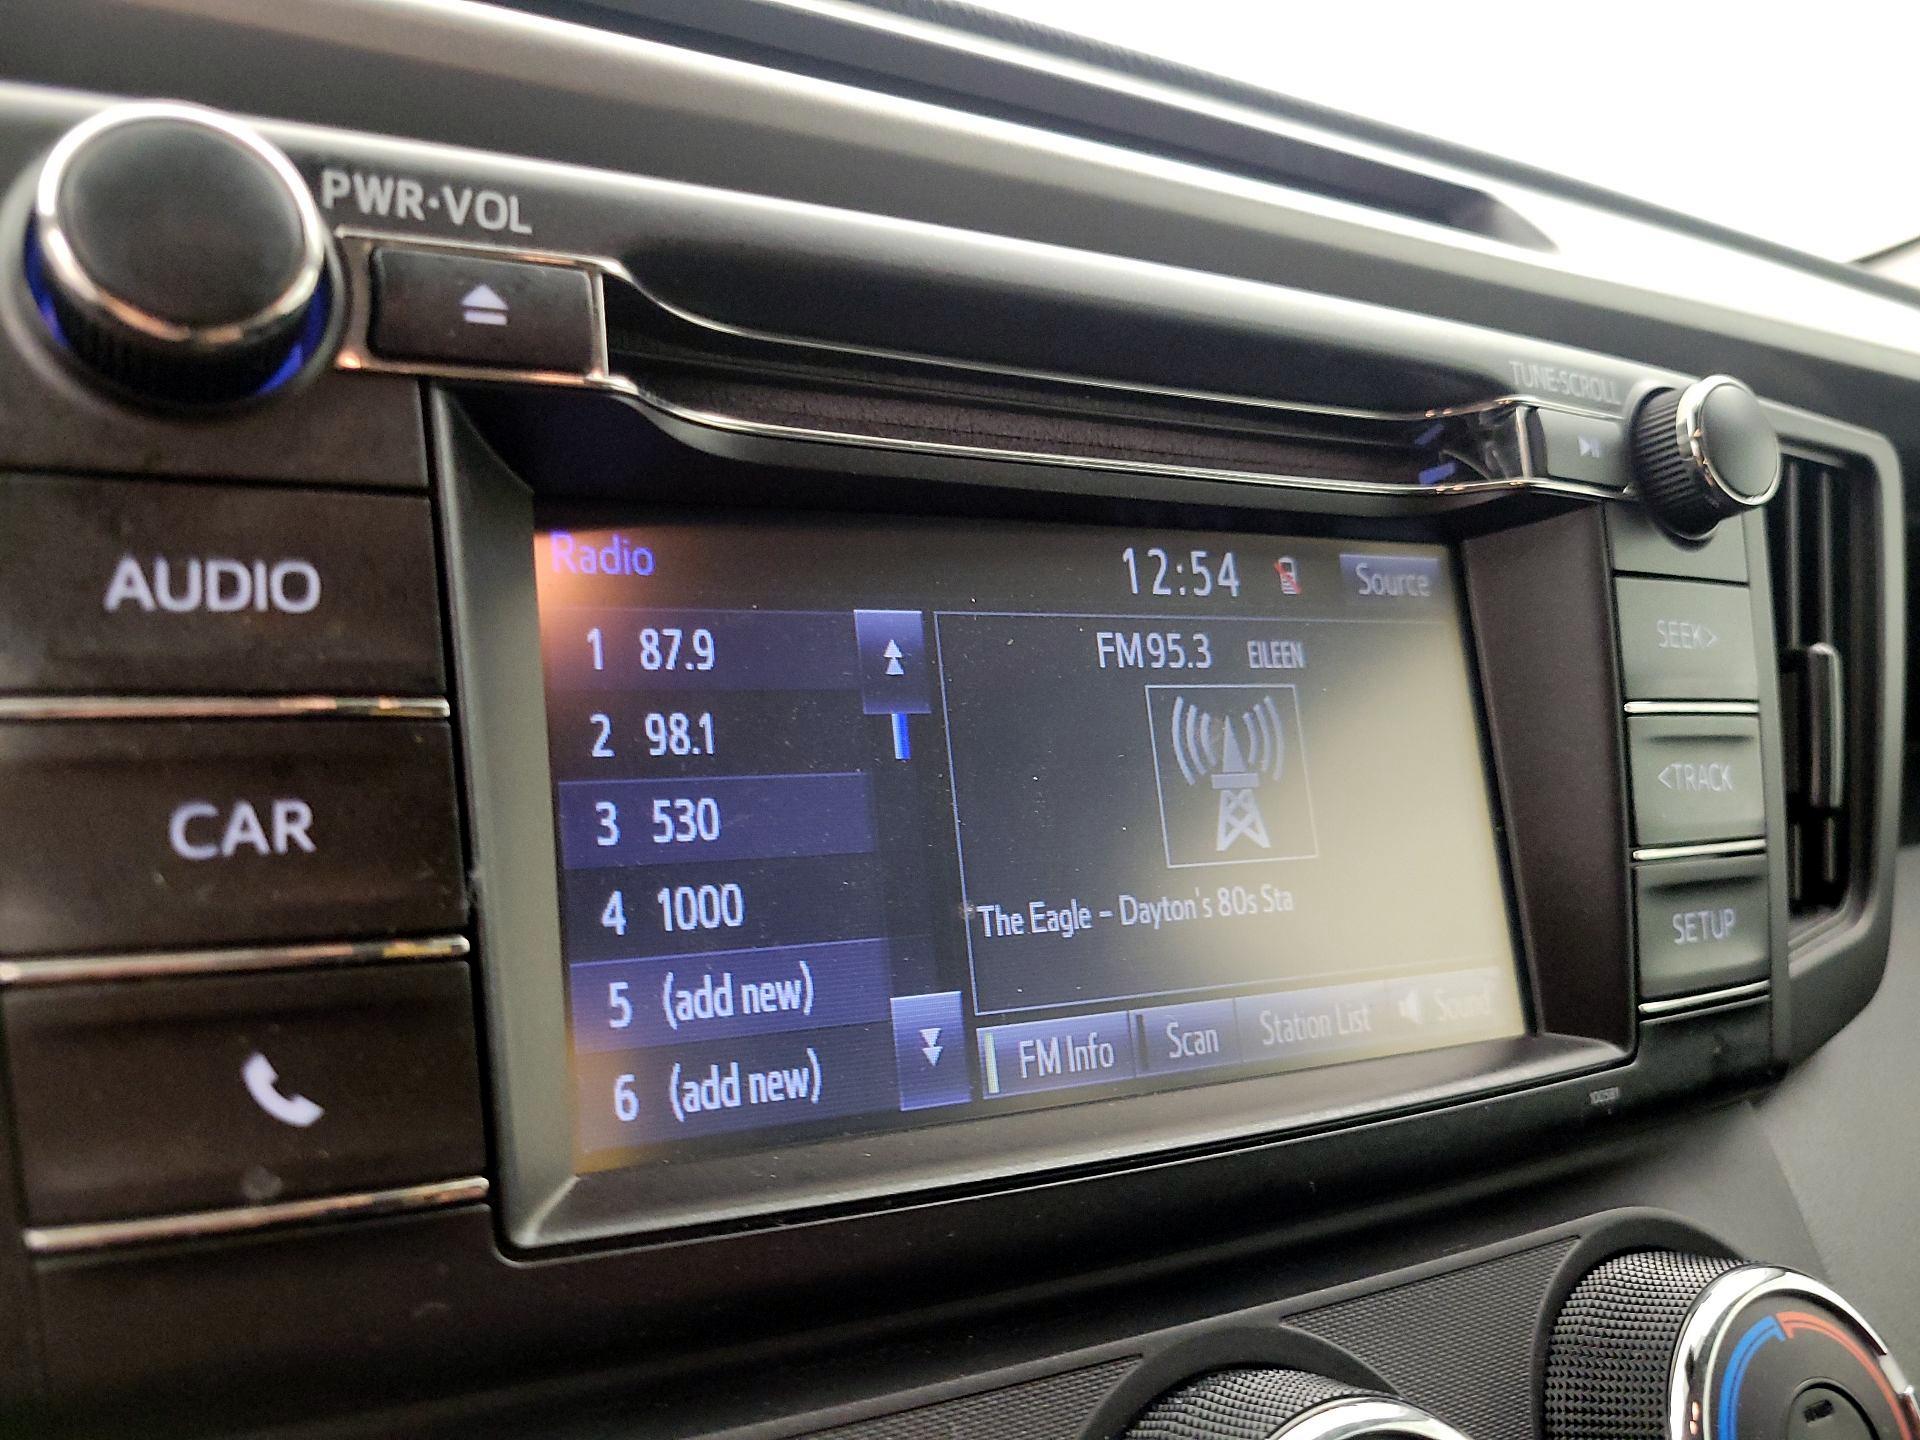 PWR·VOL
TUNE·SCROLL
AUDIO
CAR
Radio
12:54
Source
1 87.9
2 98.1
3 530
4 1000
5 (add new)
6 (add new)
FM95.3 EILEEN
The Eagle - Dayton's 80s Sta
FM Info
Scan
Station List
Sound
SEEK>
<TRACK
SETUP